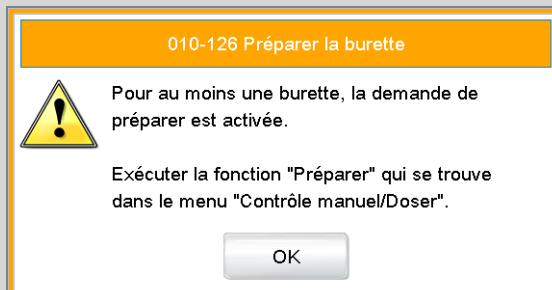 010-126 Préparer la burette
Pour au moins une burette, la demande de
préparer est activée.
Exécuter la fonction "Préparer" qui se trouve
dans le menu "Contrôle manuel/Doser".
OK